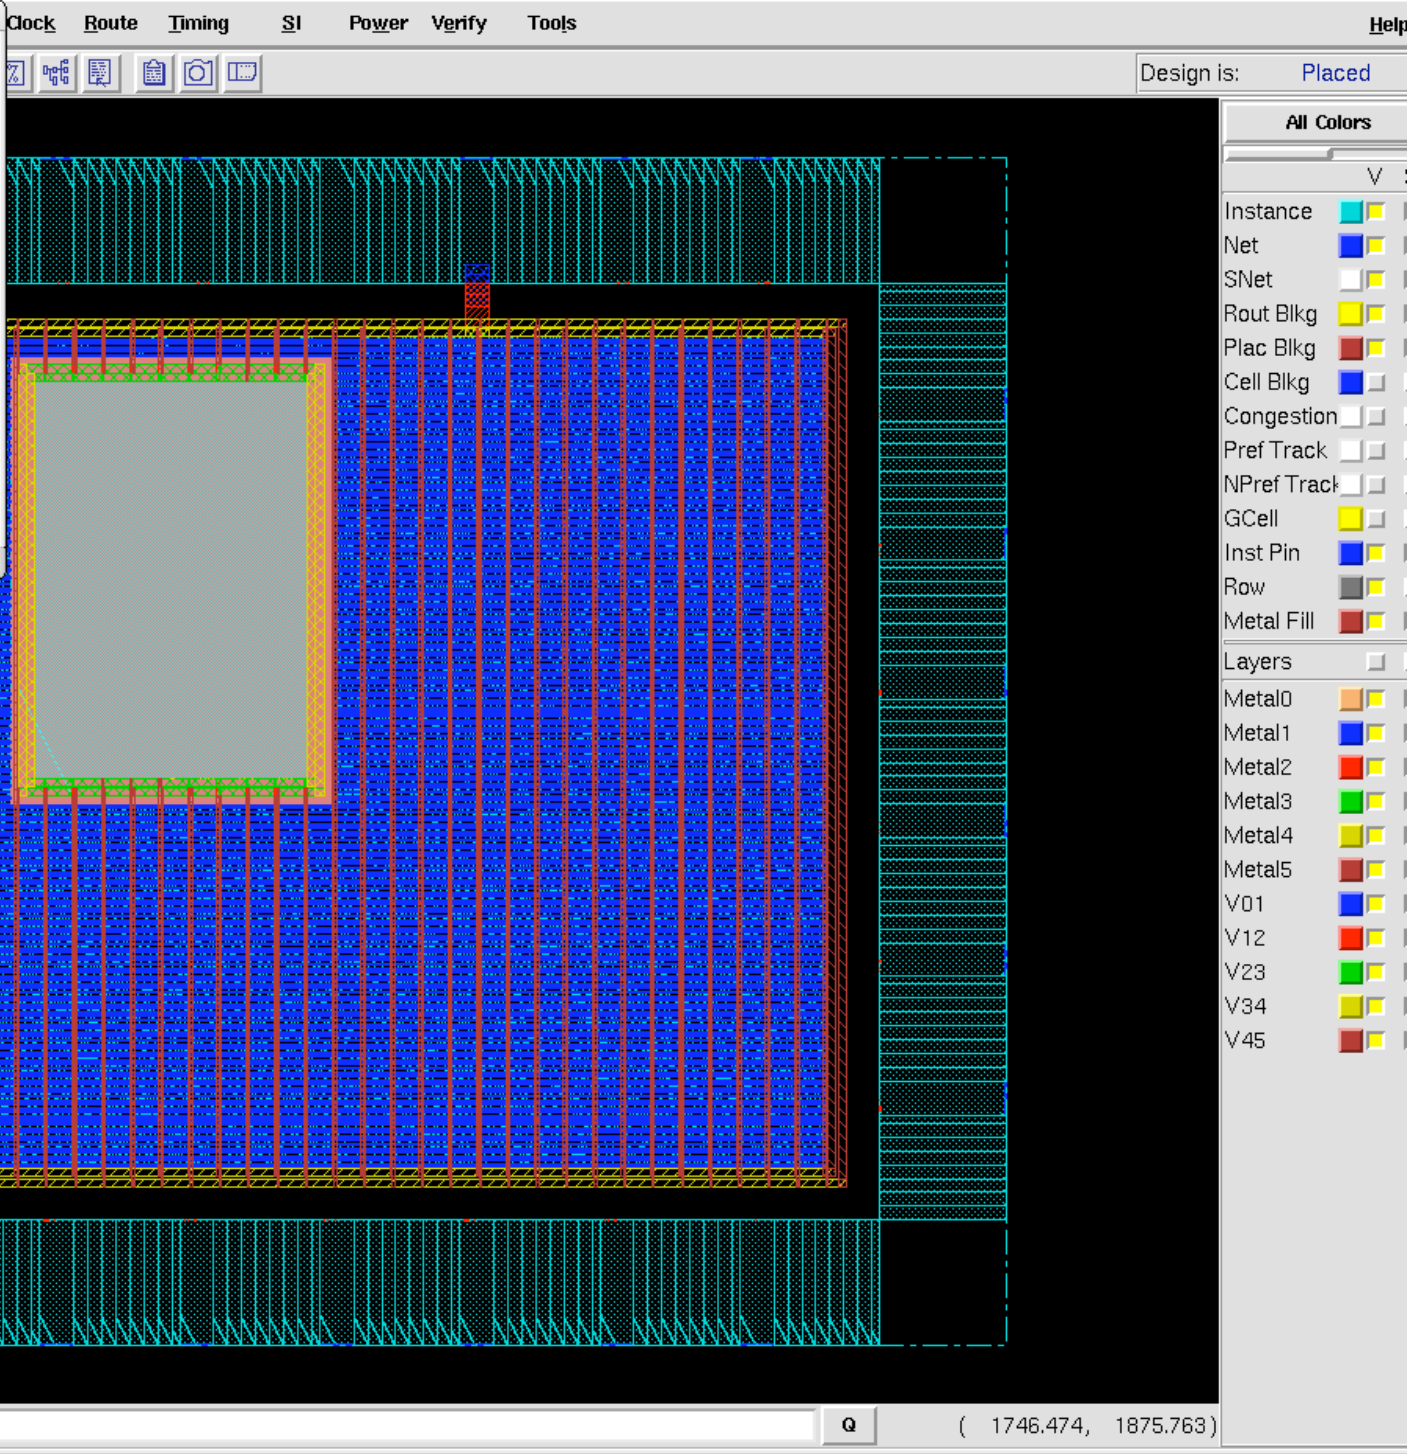 Clock Route Timing SI Power Verify Tools Help
Design is: Placed
All Colors
V
Instance
Net
SNet
Rout Blkg
Plac Blkg
Cell Blkg
Congestion
Pref Track
NPref Track
GCell
Inst Pin
Row
Metal Fill
Layers
Metal0
Metal1
Metal2
Metal3
Metal4
Metal5
V01
V12
V23
V34
V45
Q ( 1746.474, 1875.763)